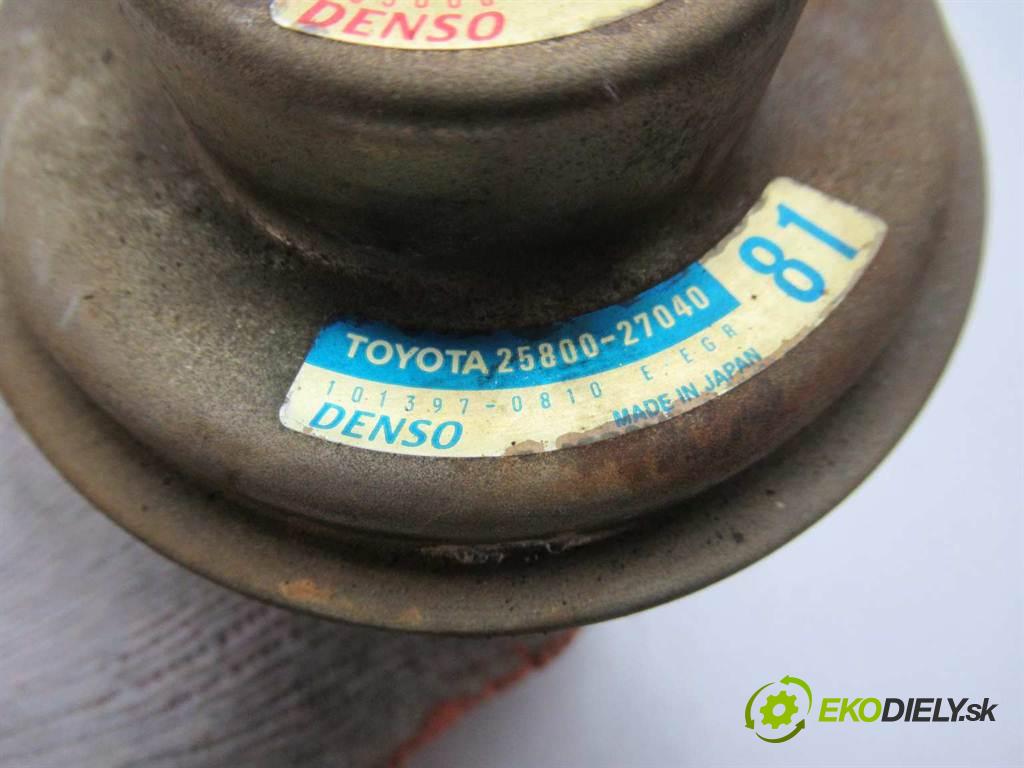 DENSO
TOYOTA 25800-27040
81
101397-0810 E.EGR
DENSO MADE IN JAPAN
EKODIELY.sk